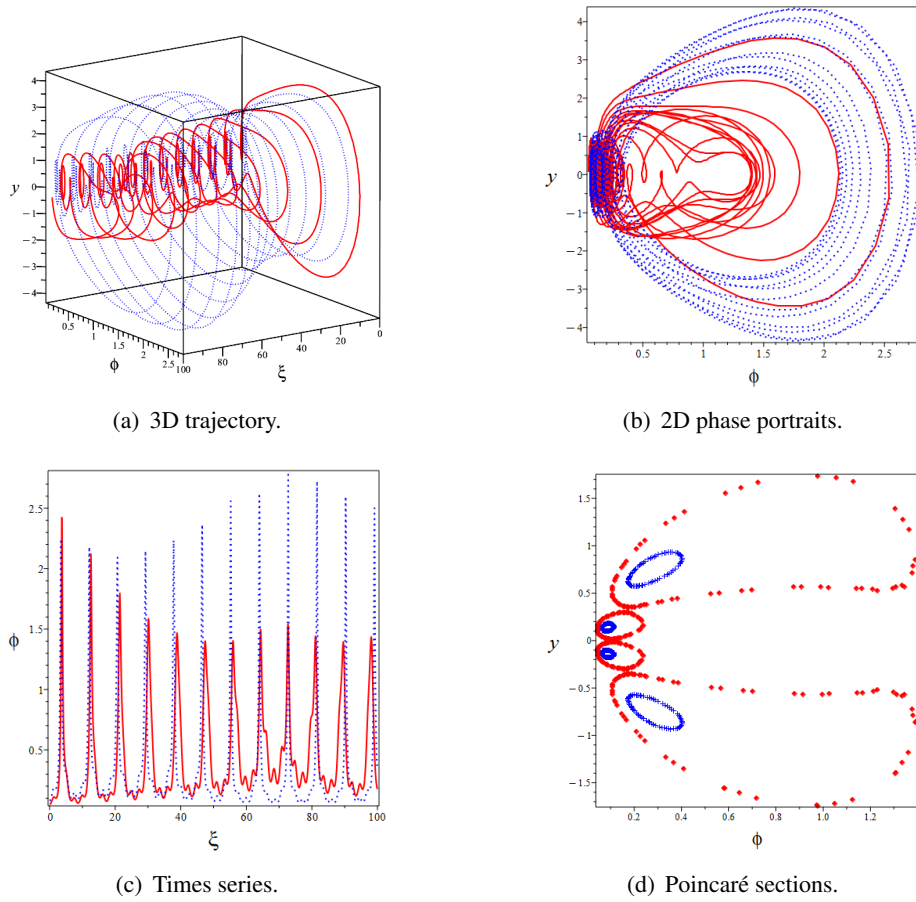 4
3
2
1
y 0
−1
−2
−3
−4
0.5
1
1.5
2
2.5
ϕ
100 80 60 40 20 0
ξ
(a) 3D trajectory.
4
3
2
1
y 0
−1
−2
−3
−4
0.5 1 1.5 2 2.5
ϕ
(b) 2D phase portraits.
2.5
2
ϕ 1.5
1
0.5
0 20 40 60 80 100
ξ
(c) Times series.
1.5
1
0.5
y 0
−0.5
−1
−1.5
0.2 0.4 0.6 0.8 1.0 1.2
ϕ
(d) Poincaré sections.